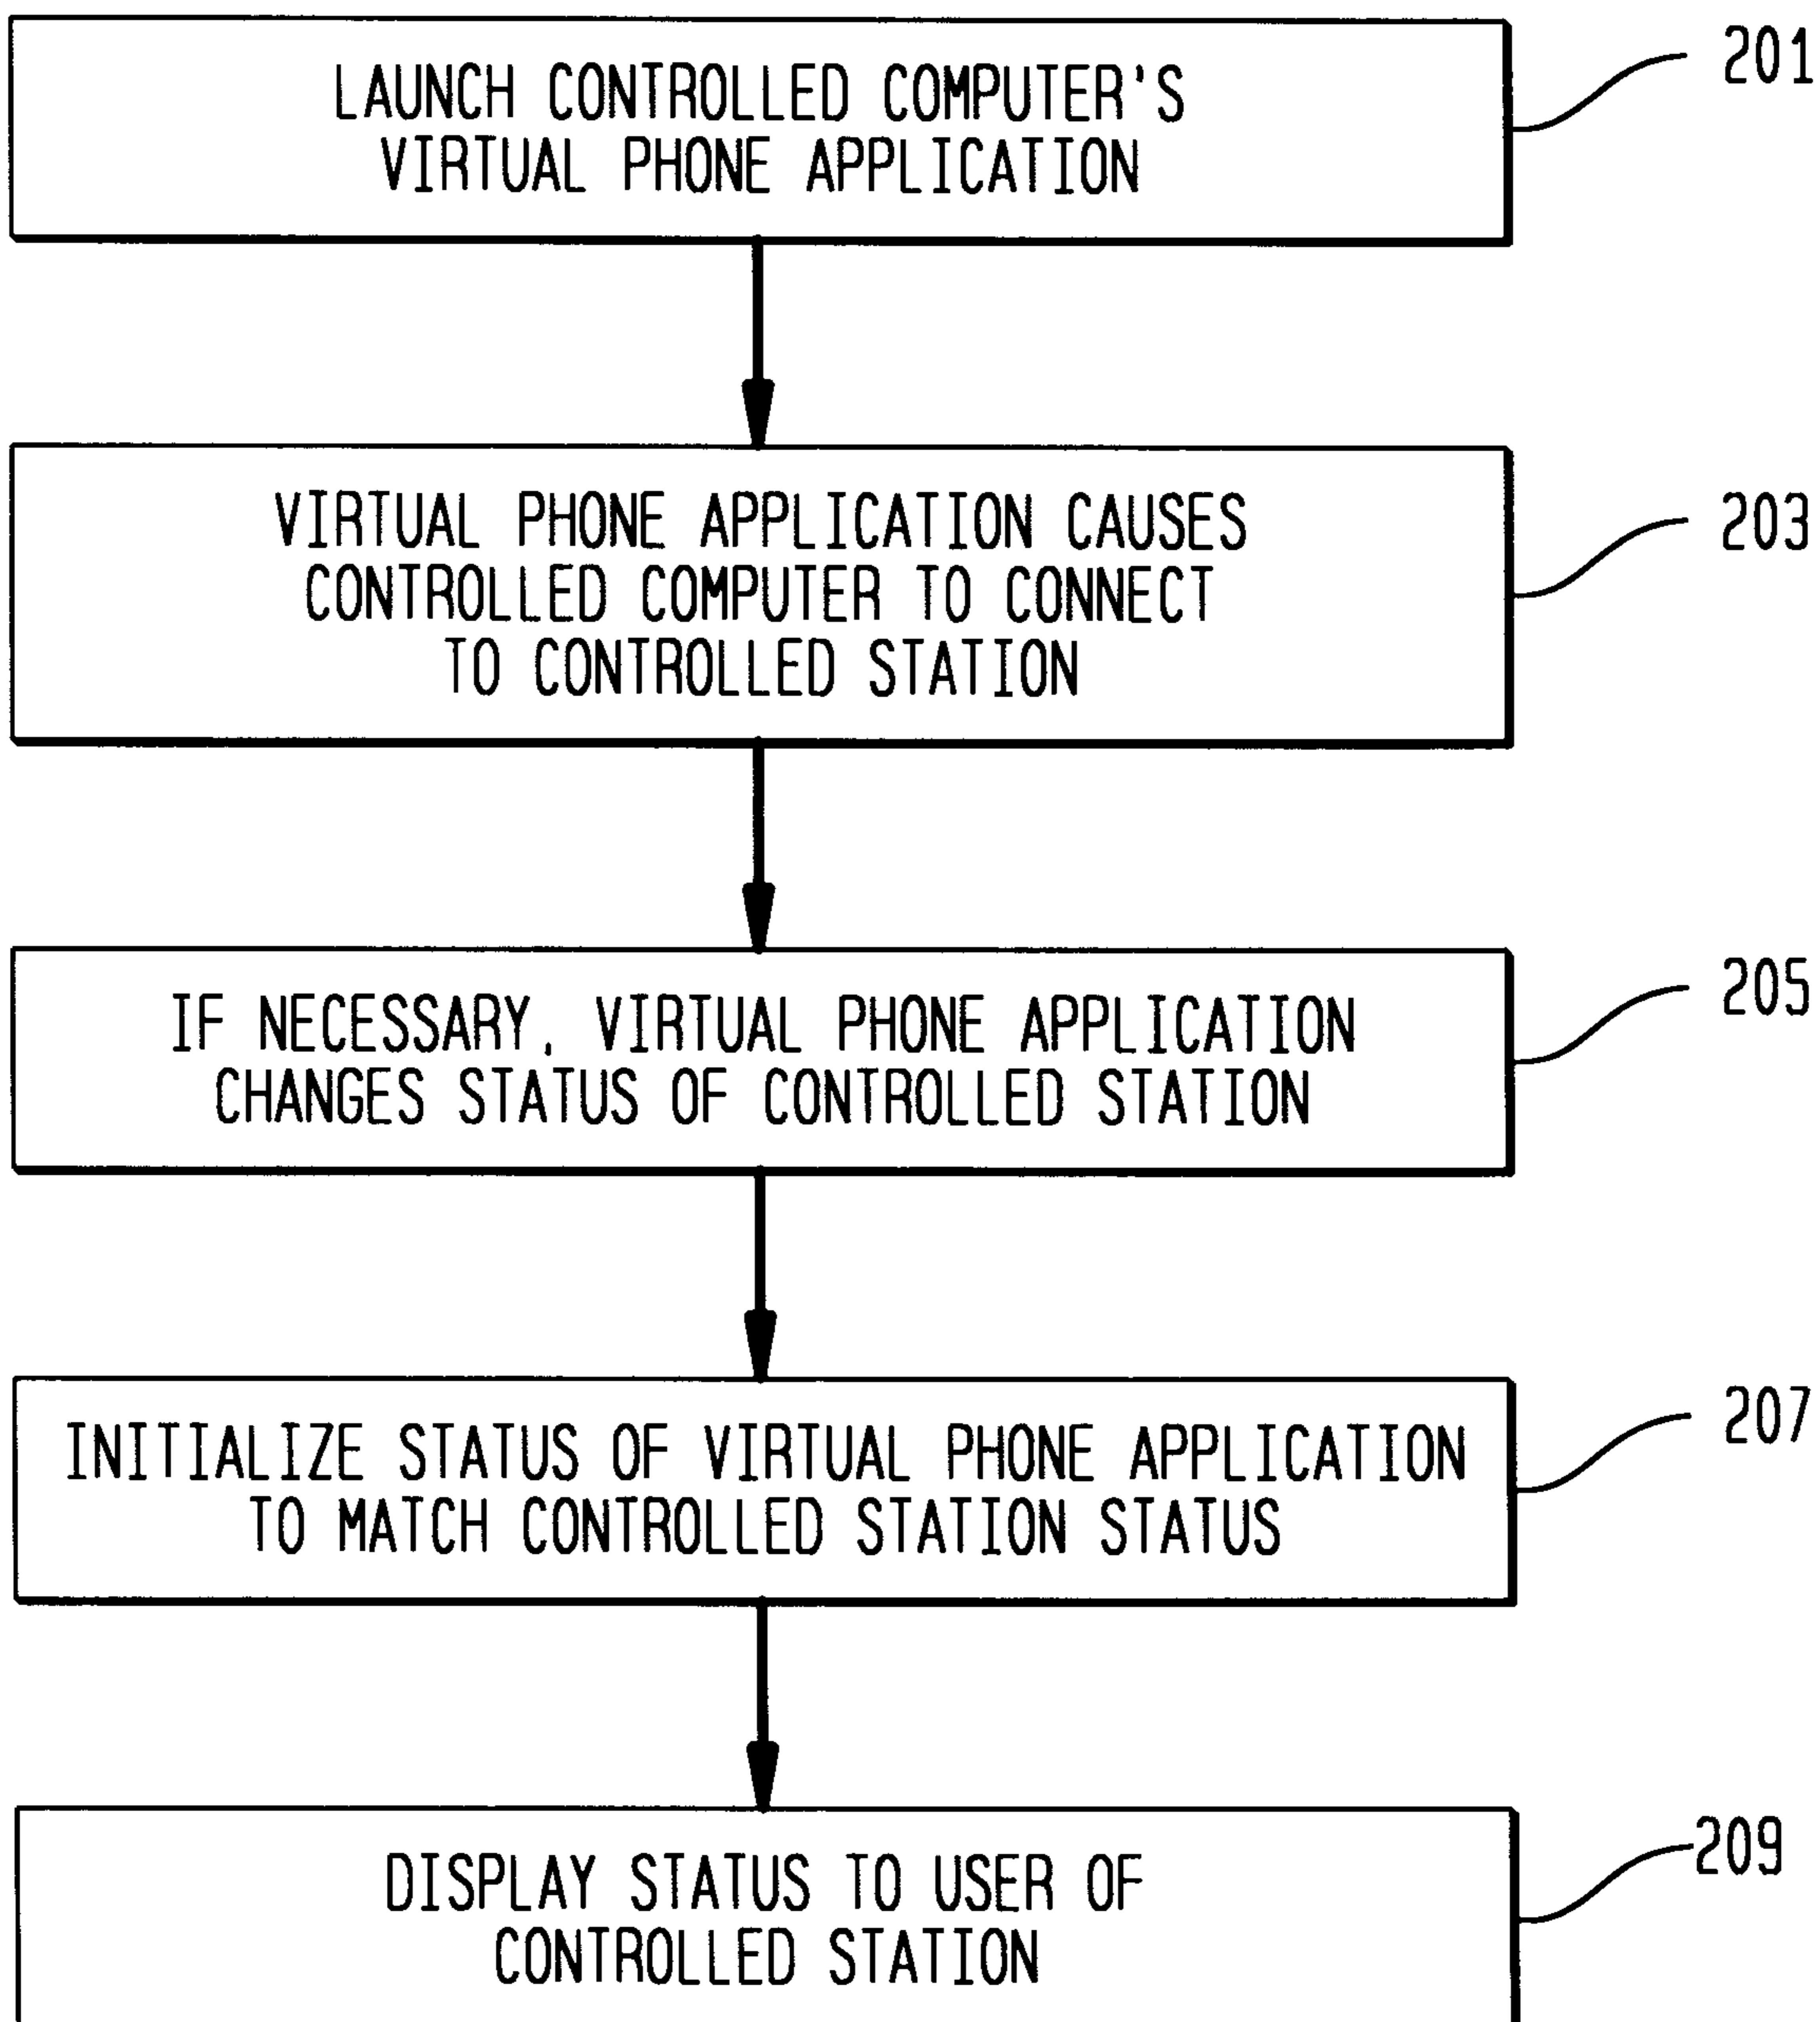 LAUNCH CONTROLLED COMPUTER'S
VIRTUAL PHONE APPLICATION
201
VIRTUAL PHONE APPLICATION CAUSES
CONTROLLED COMPUTER TO CONNECT
TO CONTROLLED STATION
203
IF NECESSARY, VIRTUAL PHONE APPLICATION
CHANGES STATUS OF CONTROLLED STATION
205
INITIALIZE STATUS OF VIRTUAL PHONE APPLICATION
TO MATCH CONTROLLED STATION STATUS
207
DISPLAY STATUS TO USER OF
CONTROLLED STATION
209